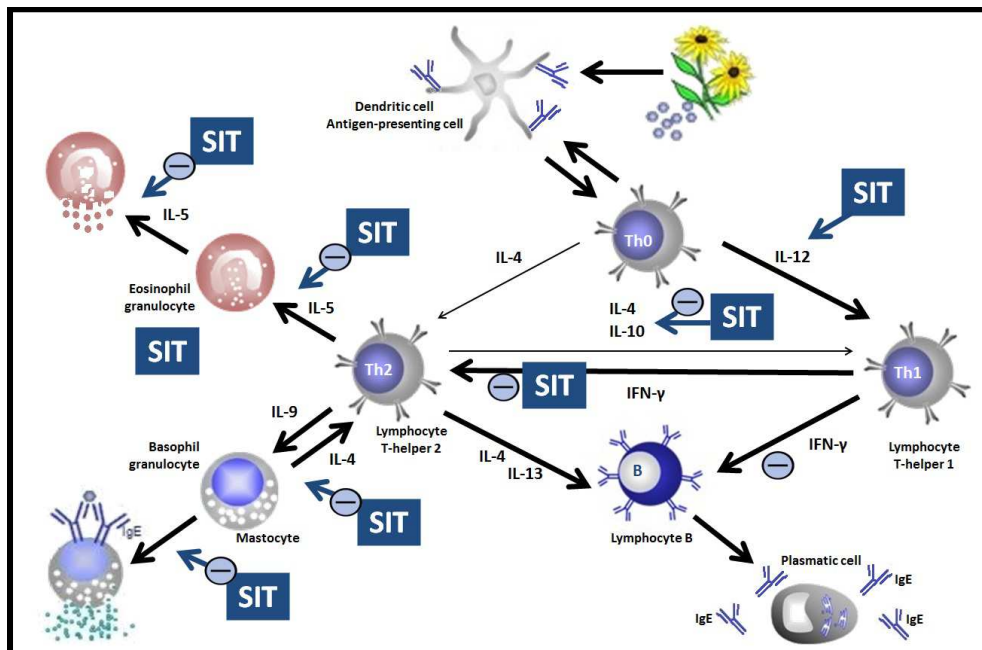 Dendritic cell
Antigen-presenting cell
SIT
IL-5
SIT
Th0
SIT
IL-4
IL-12
Eosinophil
granulocyte
IL-5
IL-4
IL-10
SIT
SIT
Th2
SIT
IFN-γ
Th1
IL-9
Basophil
granulocyte
IL-4
Lymphocyte
T-helper 2
IL-4
IL-13
B
IFN-γ
Lymphocyte
T-helper 1
IgE
Mastocyte
SIT
Lymphocyte B
SIT
Plasmatic cell
IgE
IgE
IgE